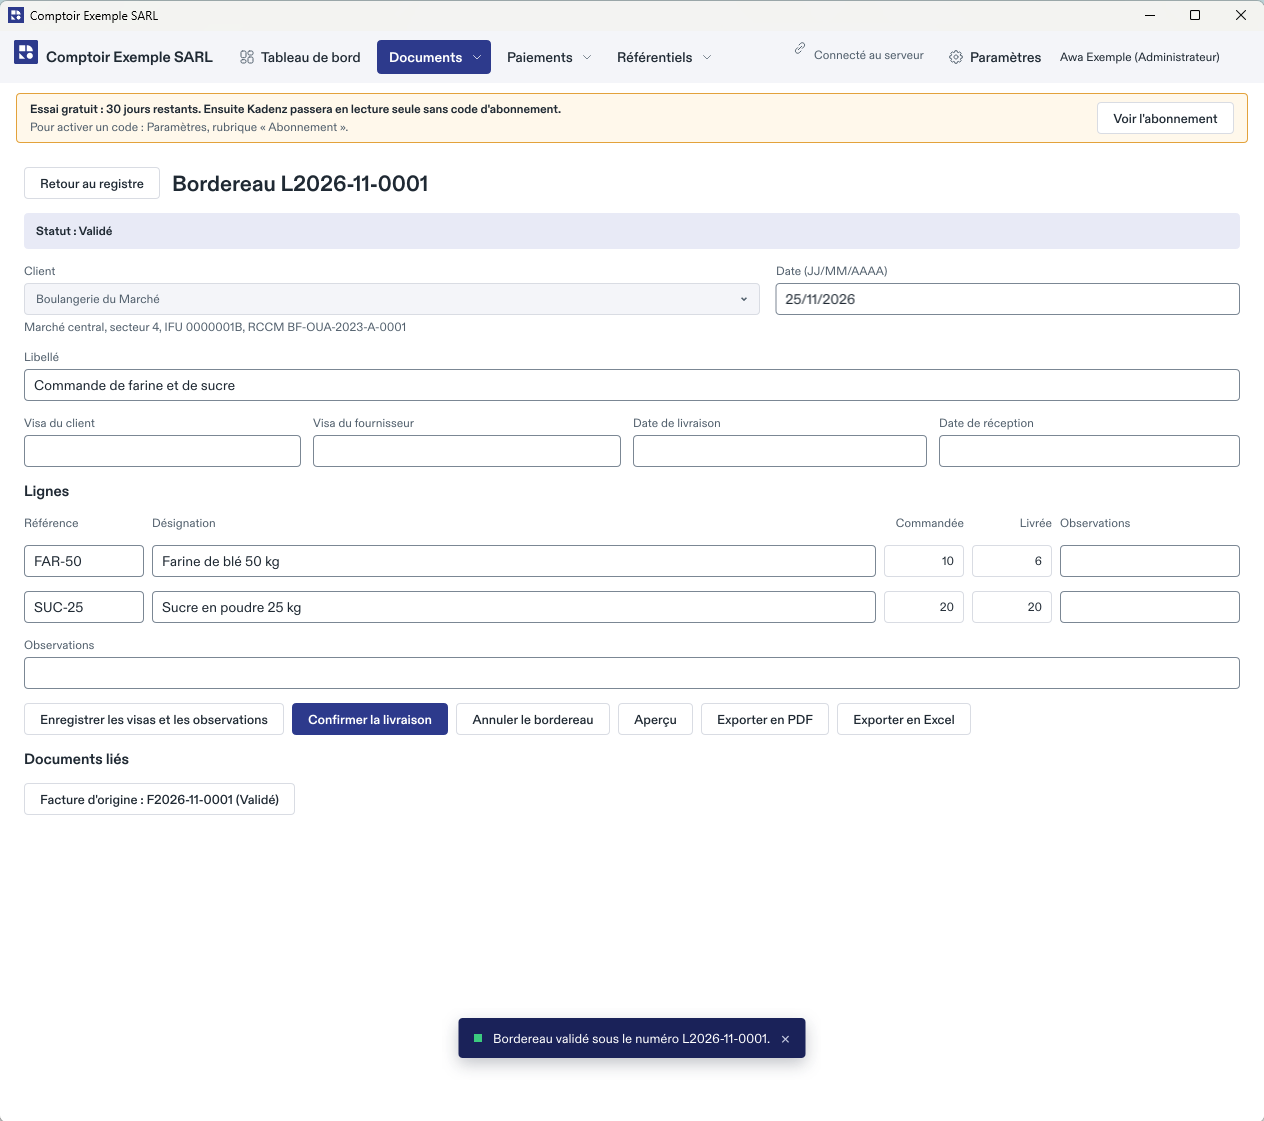 Comptoir Exemple SARL
Comptoir Exemple SARL
Tableau de bord
Documents
Paiements
Référentiels
Connecté au serveur
Paramètres
Awa Exemple (Administrateur)
Essai gratuit : 30 jours restants. Ensuite Kadenz passera en lecture seule sans code d'abonnement.
Pour activer un code : Paramètres, rubrique « Abonnement ».
Voir l'abonnement
Retour au registre
Bordereau L2026-11-0001
Statut : Validé
Client
Date (JJ/MM/AAAA)
Boulangerie du Marché
25/11/2026
Marché central, secteur 4, IFU 0000001B, RCCM BF-OUA-2023-A-0001
Libellé
Commande de farine et de sucre
Visa du client
Visa du fournisseur
Date de livraison
Date de réception
Lignes
Référence
Désignation
Commandée
Livrée
Observations
FAR-50
Farine de blé 50 kg
10
6
SUC-25
Sucre en poudre 25 kg
20
20
Observations
Enregistrer les visas et les observations
Confirmer la livraison
Annuler le bordereau
Aperçu
Exporter en PDF
Exporter en Excel
Documents liés
Facture d'origine : F2026-11-0001 (Validé)
Bordereau validé sous le numéro L2026-11-0001.